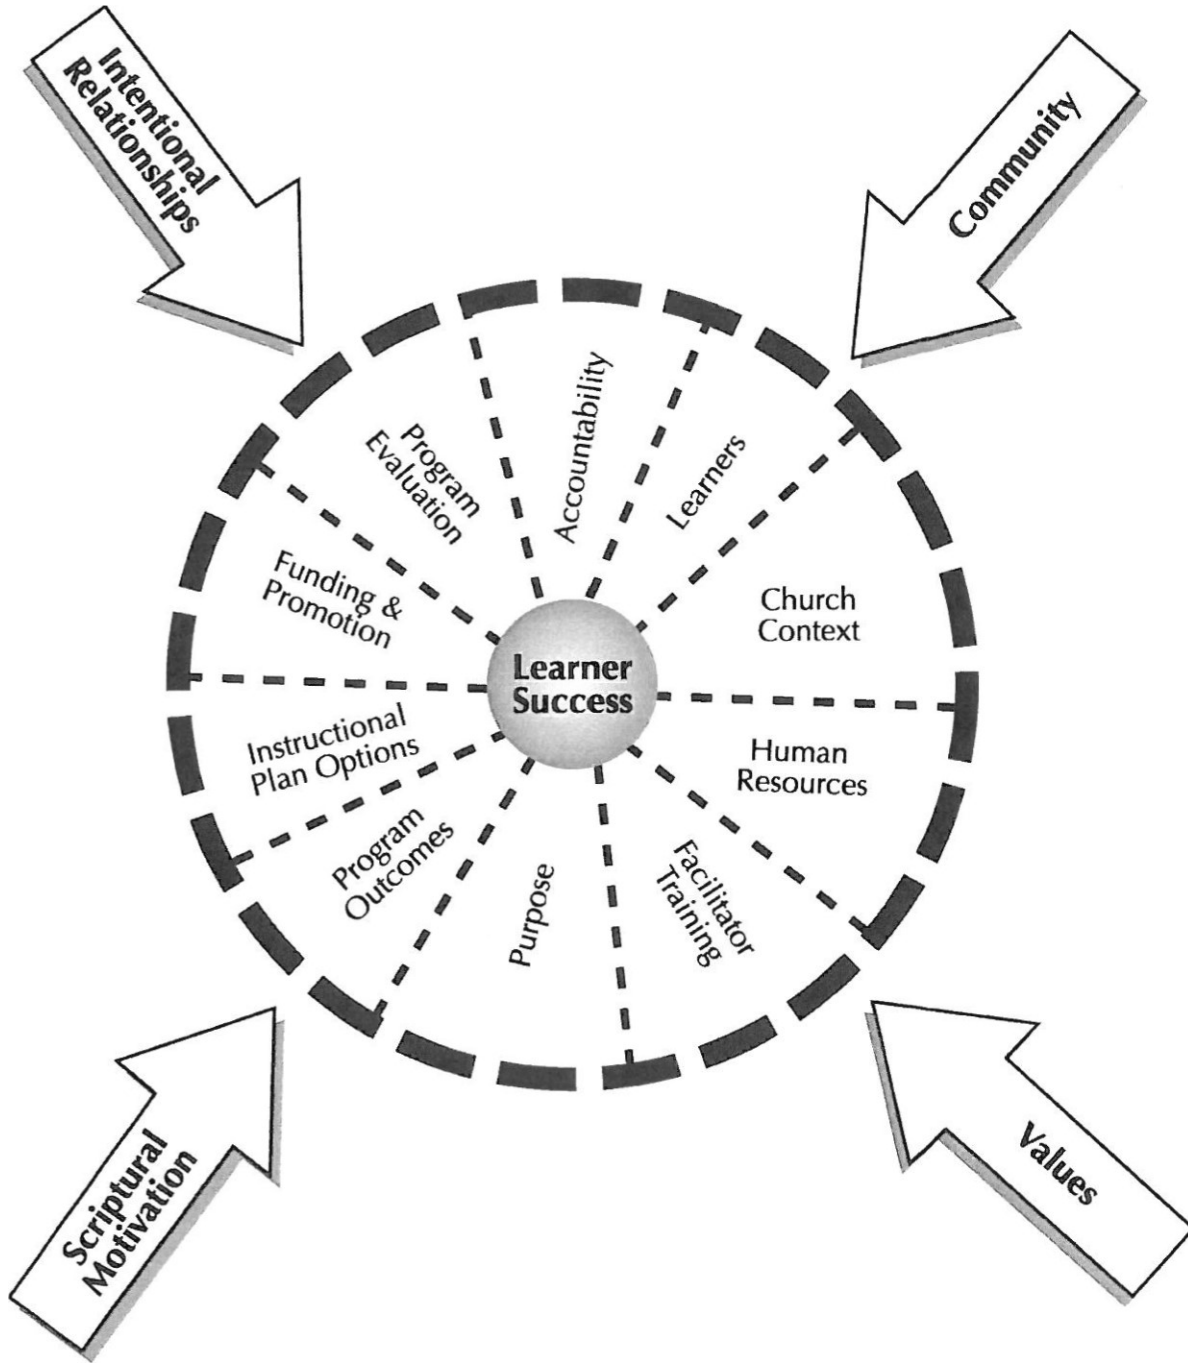 Intentional
Relationships
Community
Accountability
Learners
Church
Context
Human
Resources
Facilitator
Training
Purpose
Program
Outcomes
Instructional
Plan Options
Funding &
Promotion
Program
Evaluation
Learner
Success
Scriptural
Motivation
Values